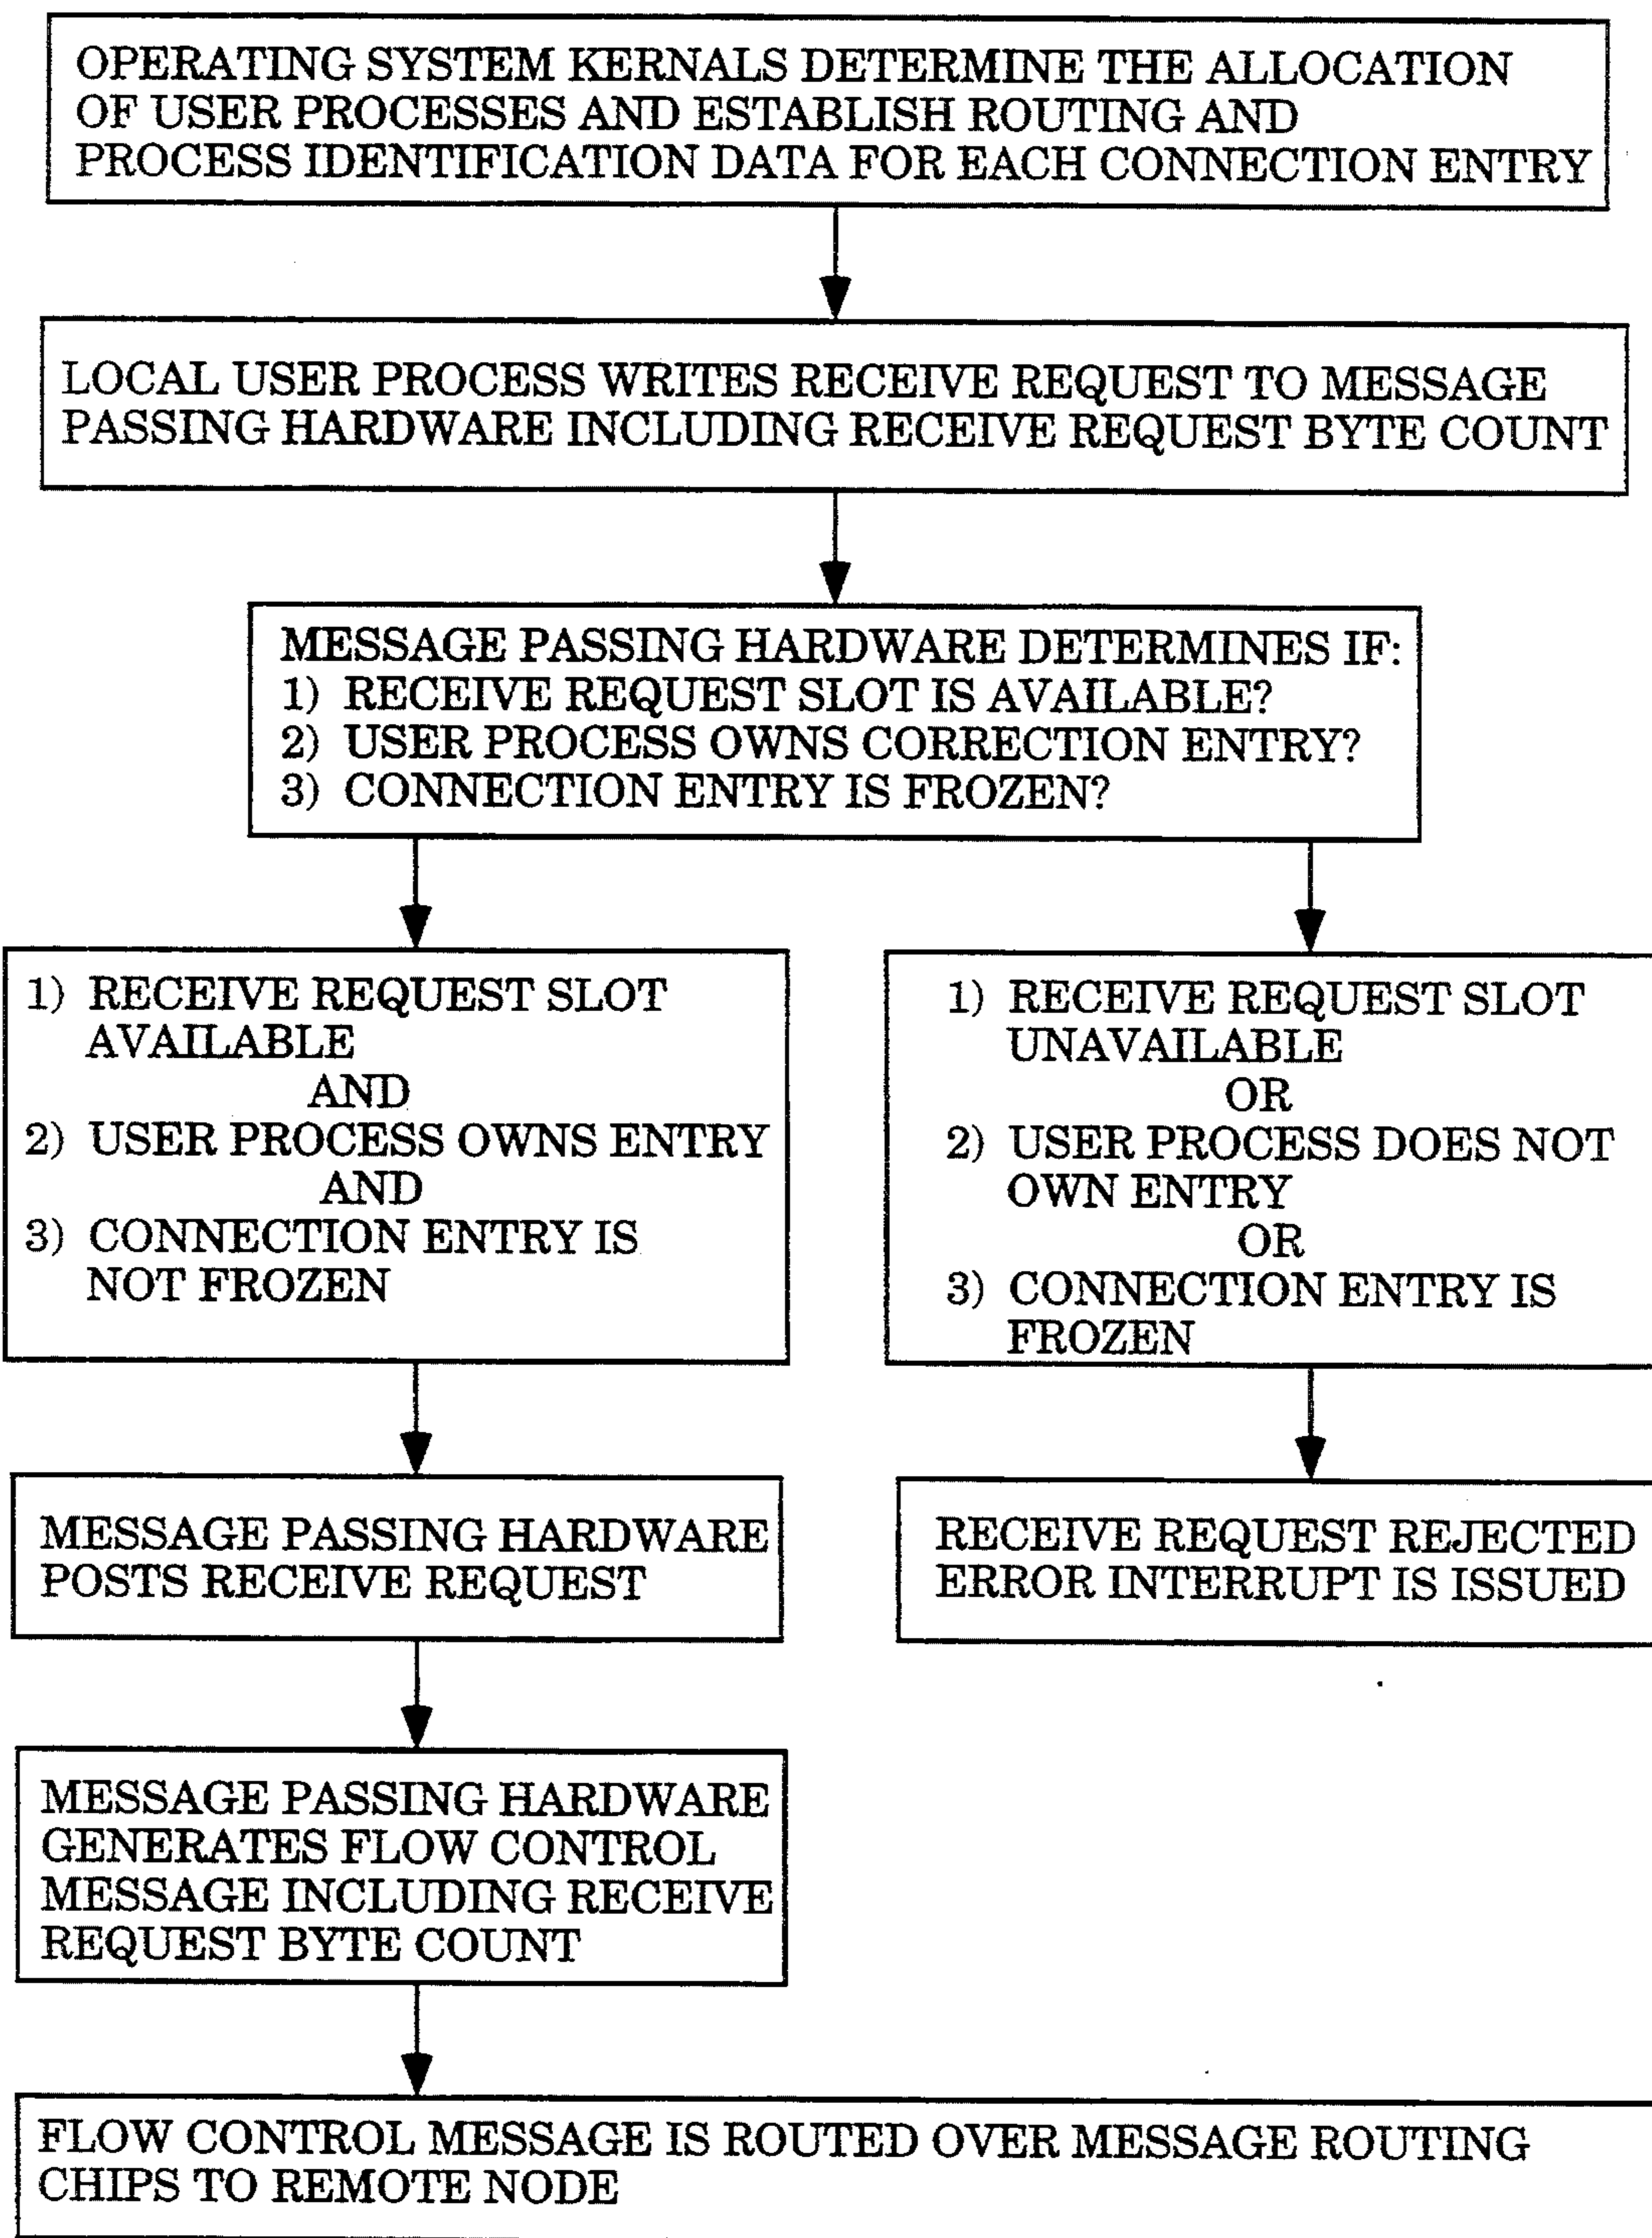 OPERATING SYSTEM KERNALS DETERMINE THE ALLOCATION
OF USER PROCESSES AND ESTABLISH ROUTING AND
PROCESS IDENTIFICATION DATA FOR EACH CONNECTION ENTRY
LOCAL USER PROCESS WRITES RECEIVE REQUEST TO MESSAGE
PASSING HARDWARE INCLUDING RECEIVE REQUEST BYTE COUNT
MESSAGE PASSING HARDWARE DETERMINES IF:
1) RECEIVE REQUEST SLOT IS AVAILABLE?
2) USER PROCESS OWNS CORRECTION ENTRY?
3) CONNECTION ENTRY IS FROZEN?
1) RECEIVE REQUEST SLOT
AVAILABLE
AND
2) USER PROCESS OWNS ENTRY
AND
3) CONNECTION ENTRY IS
NOT FROZEN
1) RECEIVE REQUEST SLOT
UNAVAILABLE
OR
2) USER PROCESS DOES NOT
OWN ENTRY
OR
3) CONNECTION ENTRY IS
FROZEN
MESSAGE PASSING HARDWARE
POSTS RECEIVE REQUEST
RECEIVE REQUEST REJECTED
ERROR INTERRUPT IS ISSUED
MESSAGE PASSING HARDWARE
GENERATES FLOW CONTROL
MESSAGE INCLUDING RECEIVE
REQUEST BYTE COUNT
FLOW CONTROL MESSAGE IS ROUTED OVER MESSAGE ROUTING
CHIPS TO REMOTE NODE